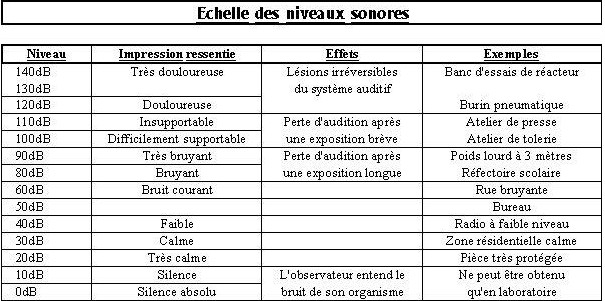 Echelle des niveaux sonores
Niveau Impression ressentie Effets Exemples
140dB Très douloureuse Lésions irréversibles Banc d'essais de réacteur
130dB du système auditif
120dB Douloureuse Burin pneumatique
110dB Insupportable Perte d'audition après Atelier de presse
100dB Difficilement supportable une exposition brève Atelier de tolerie
90dB Très bruyant Perte d'audition après Poids lourd à 3 mètres
80dB Bruyant une exposition longue Réfectoire scolaire
60dB Bruit courant Rue bruyante
50dB Bureau
40dB Faible Radio à faible niveau
30dB Calme Zone résidentielle calme
20dB Très calme Pièce très protégée
10dB Silence L'observateur entend le Ne peut être obtenu
0dB Silence absolu bruit de son organisme qu'en laboratoire